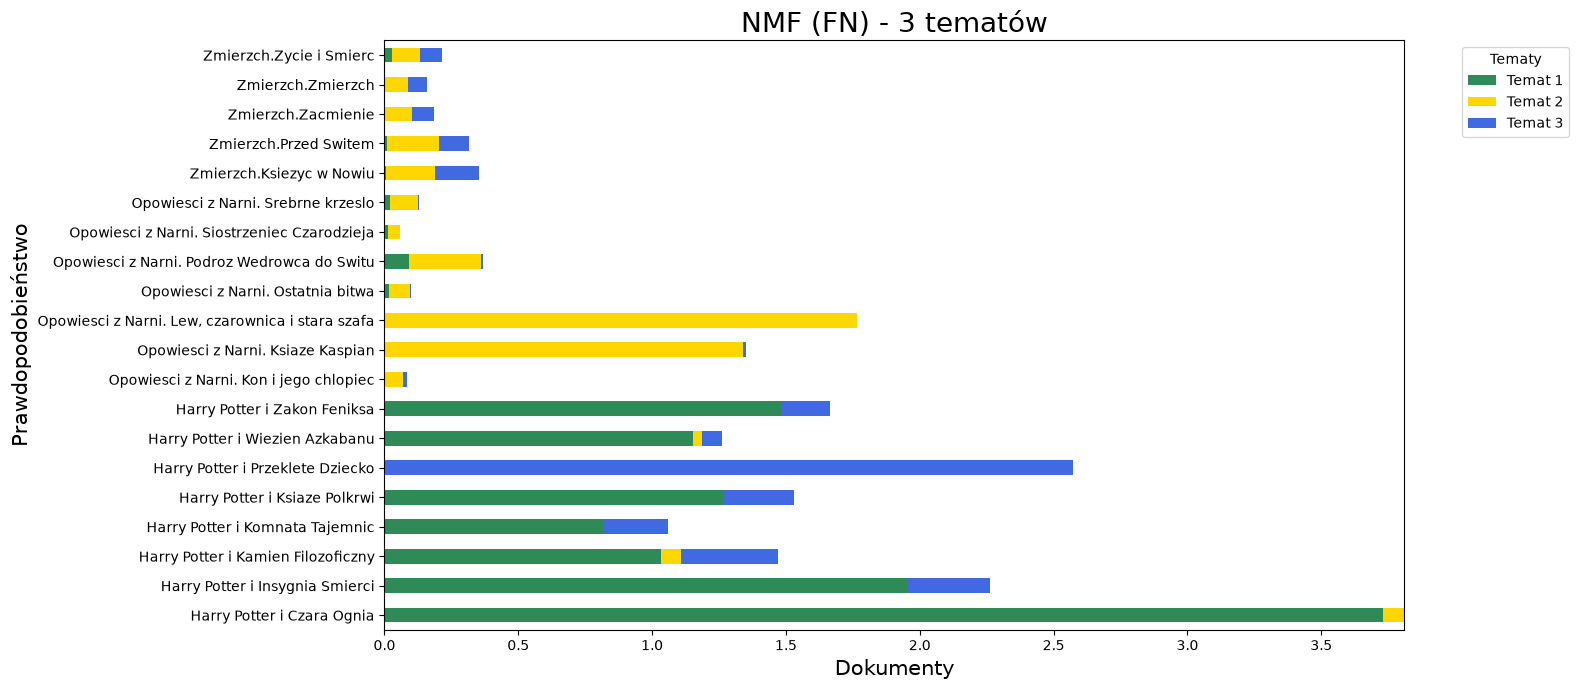 NMF (FN) - 3 tematów
Zmierzch.Zycie i Smierc
Zmierzch.Zmierzch
Zmierzch.Zacmienie
Zmierzch.Przed Switem
Zmierzch.Ksiezyc w Nowiu
Opowiesci z Narni. Srebrne krzeslo
Opowiesci z Narni. Siostrzeniec Czarodzieja
Opowiesci z Narni. Podroz Wedrowca do Switu
Opowiesci z Narni. Ostatnia bitwa
Opowiesci z Narni. Lew, czarownica i stara szafa
Opowiesci z Narni. Ksiaze Kaspian
Opowiesci z Narni. Kon i jego chlopiec
Harry Potter i Zakon Feniksa
Harry Potter i Wiezien Azkabanu
Harry Potter i Przeklete Dziecko
Harry Potter i Ksiaze Polkrwi
Harry Potter i Komnata Tajemnic
Harry Potter i Kamien Filozoficzny
Harry Potter i Insygnia Smierci
Harry Potter i Czara Ognia
Prawdopodobieństwo
0.0 0.5 1.0 1.5 2.0 2.5 3.0 3.5
Dokumenty
Tematy
Temat 1
Temat 2
Temat 3